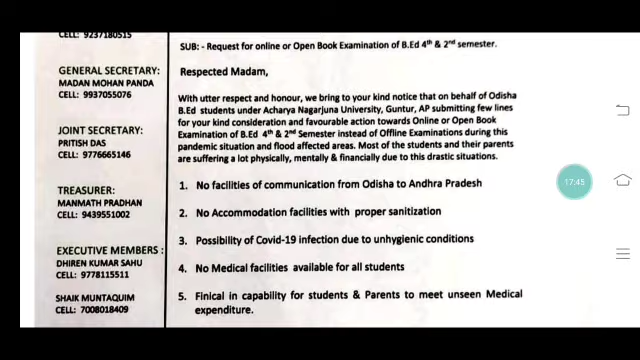 CELL: 9237180515
GENERAL SECRETARY:
MADAN MOHAN PANDA
CELL: 9937055076
JOINT SECRETARY:
PRITISH DAS
CELL: 9776665146
TREASURER:
MANMATH PRADHAN
CELL: 9439551002
EXECUTIVE MEMBERS :
DHIREN KUMAR SAHU
CELL: 9778115511
SHAIK MUNTAQUIM
CELL: 7008018409
SUB: - Request for online or Open Book Examination of B.Ed 4th & 2nd semester.
Respected Madam,
With utter respect and honour, we bring to your kind notice that on behalf of Odisha
B.Ed students under Acharya Nagarjuna University, Guntur, AP submitting few lines
for your kind consideration and favourable action towards Online or Open Book
Examination of B.Ed 4th & 2nd Semester instead of Offline Examinations during this
pandemic situation and flood affected areas. Most of the students and their parents
are suffering a lot physically, mentally & financially due to this drastic situations.
1. No facilities of communication from Odisha to Andhra Pradesh
2. No Accommodation facilities with proper sanitization
3. Possibility of Covid-19 infection due to unhygienic conditions
4. No Medical facilities available for all students
5. Finical in capability for students & Parents to meet unseen Medical
expenditure.
17:45